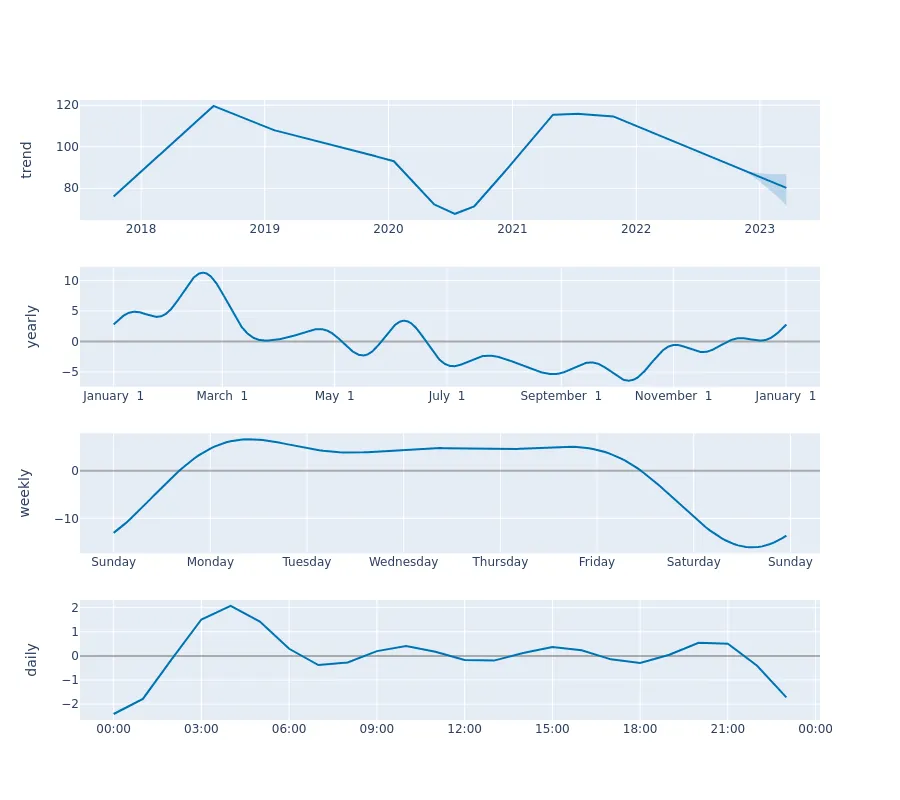 trend
120
100
80
2018 2019 2020 2021 2022 2023
yearly
10
5
0
−5
January 1 March 1 May 1 July 1 September 1 November 1 January 1
weekly
0
−10
Sunday Monday Tuesday Wednesday Thursday Friday Saturday Sunday
daily
2
1
0
−1
−2
00:00 03:00 06:00 09:00 12:00 15:00 18:00 21:00 00:00